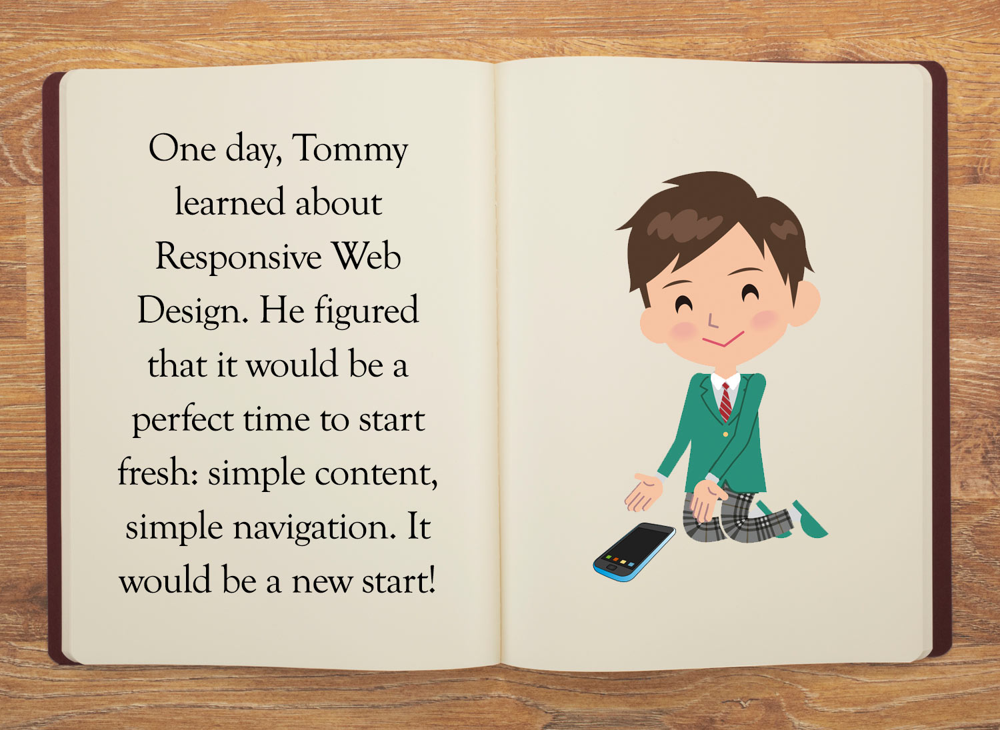 One day, Tommy
learned about
Responsive Web
Design. He figured
that it would be a
perfect time to start
fresh: simple content,
simple navigation. It
would be a new start!